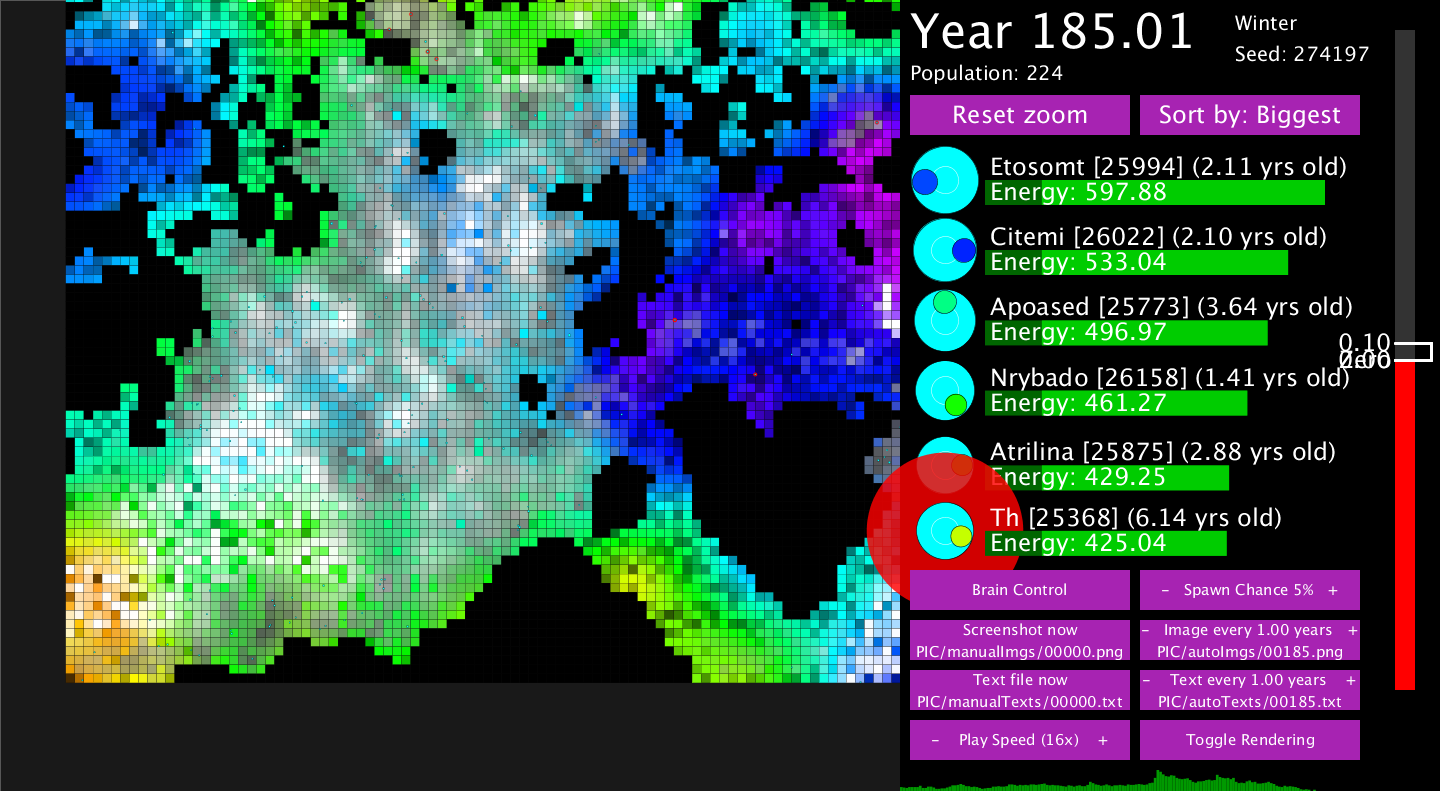 Year 185.01
Winter
Seed: 274197
Population: 224
Reset zoom
Sort by: Biggest
Etosomt [25994] (2.11 yrs old)
Energy: 597.88
Citemi [26022] (2.10 yrs old)
Energy: 533.04
Apoased [25773] (3.64 yrs old)
Energy: 496.97
0.10
Nrybado [26158] (1.41 yrs old)
Energy: 461.27
Atrilina [25875] (2.88 yrs old)
Energy: 429.25
Th [25368] (6.14 yrs old)
Energy: 425.04
Brain Control
– Spawn Chance 5% +
Screenshot now
PIC/manualImgs/00000.png
– Image every 1.00 years +
PIC/autoImgs/00185.png
Text file now
PIC/manualTexts/00000.txt
– Text every 1.00 years +
PIC/autoTexts/00185.txt
– Play Speed (16x) +
Toggle Rendering